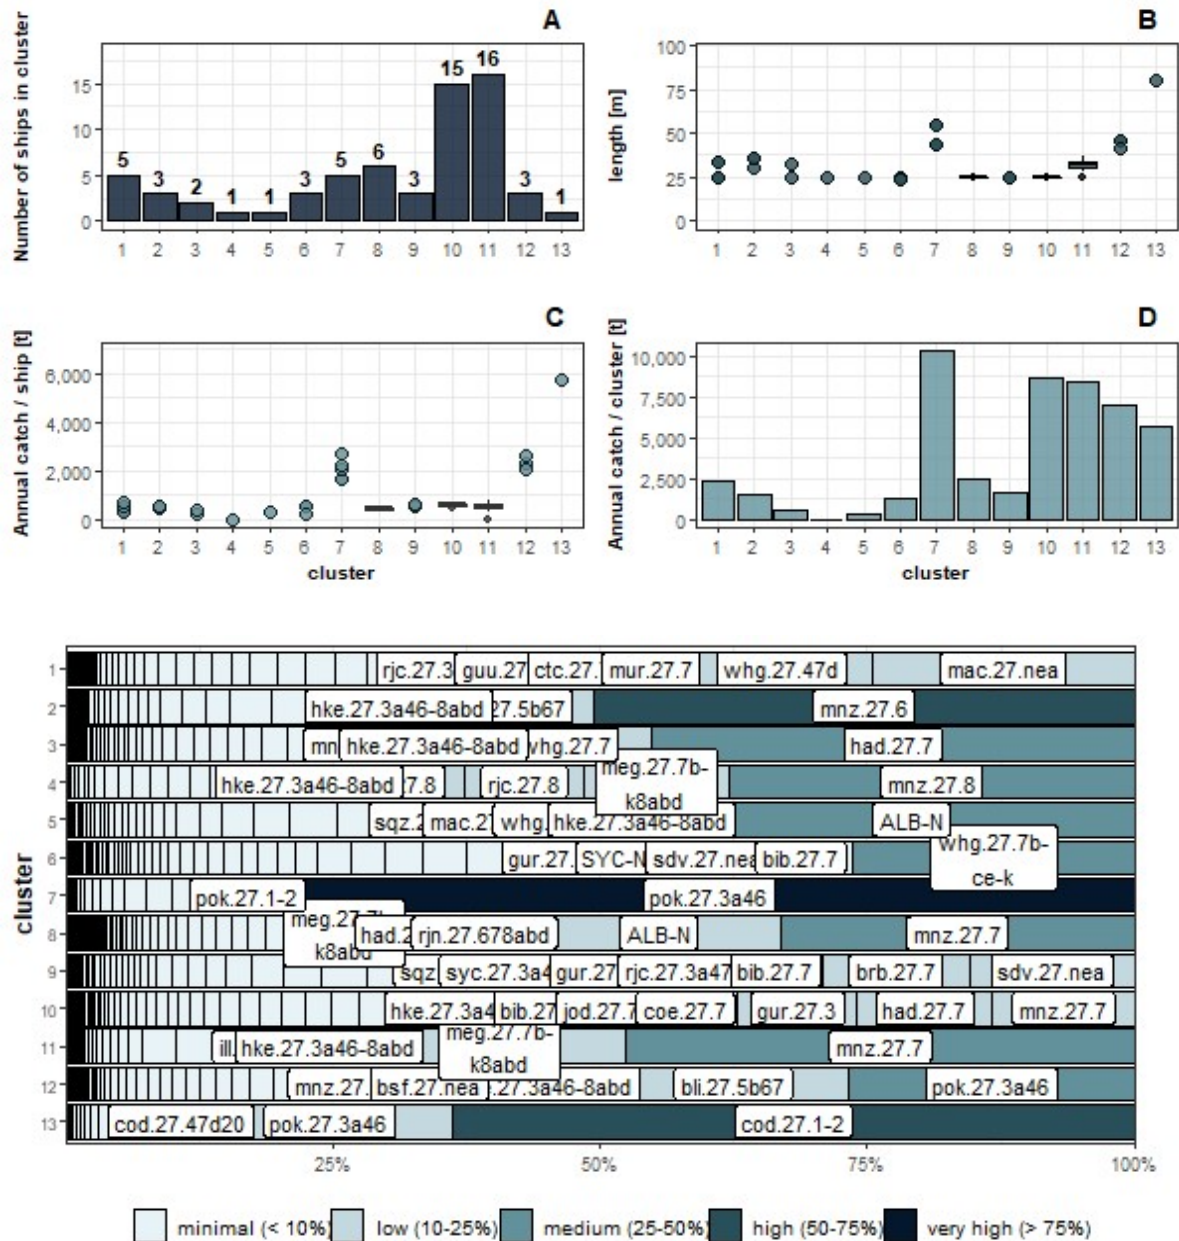 A
Number of ships in cluster
15
10
5
0
5
3
2
1
1
3
5
6
3
15
16
3
1
1 2 3 4 5 6 7 8 9 10 11 12 13
B
length [m]
100
75
50
25
0
1 2 3 4 5 6 7 8 9 10 11 12 13
C
Annual catch / ship [t]
6,000
4,000
2,000
0
1 2 3 4 5 6 7 8 9 10 11 12 13
cluster
D
Annual catch / cluster [t]
10,000
7,500
5,000
2,500
0
1 2 3 4 5 6 7 8 9 10 11 12 13
cluster
cluster
1 rjc.27.3 guu.27 ctc.27. mur.27.7 whg.27.47d mac.27.nea
2 hke.27.3a46-8abd 27.5b67 mnz.27.6
3 mn hke.27.3a46-8abd whg.27.7 had.27.7
4 hke.27.3a46-8abd 7.8 rjc.27.8 meg.27.7b-k8abd mnz.27.8
5 sqz.2 mac.27 whg. hke.27.3a46-8abd ALB-N
6 gur.27. SYC-N sdv.27.nea bib.27.7 whg.27.7b-ce-k
7 pok.27.1-2 pok.27.3a46
8 meg.27.7b-k8abd had.2 rjn.27.678abd ALB-N mnz.27.7
9 sqz syc.27.3a4 gur.27 rjc.27.3a47 bib.27.7 brb.27.7 sdv.27.nea
10 hke.27.3a4 bib.27 jod.27.7 coe.27.7 gur.27.3 had.27.7 mnz.27.7
11 ill. hke.27.3a46-8abd meg.27.7b-k8abd mnz.27.7
12 mnz.27. bsf.27.nea .27.3a46-8abd bli.27.5b67 pok.27.3a46
13 cod.27.47d20 pok.27.3a46 cod.27.1-2
25% 50% 75% 100%
minimal (< 10%) low (10-25%) medium (25-50%) high (50-75%) very high (> 75%)